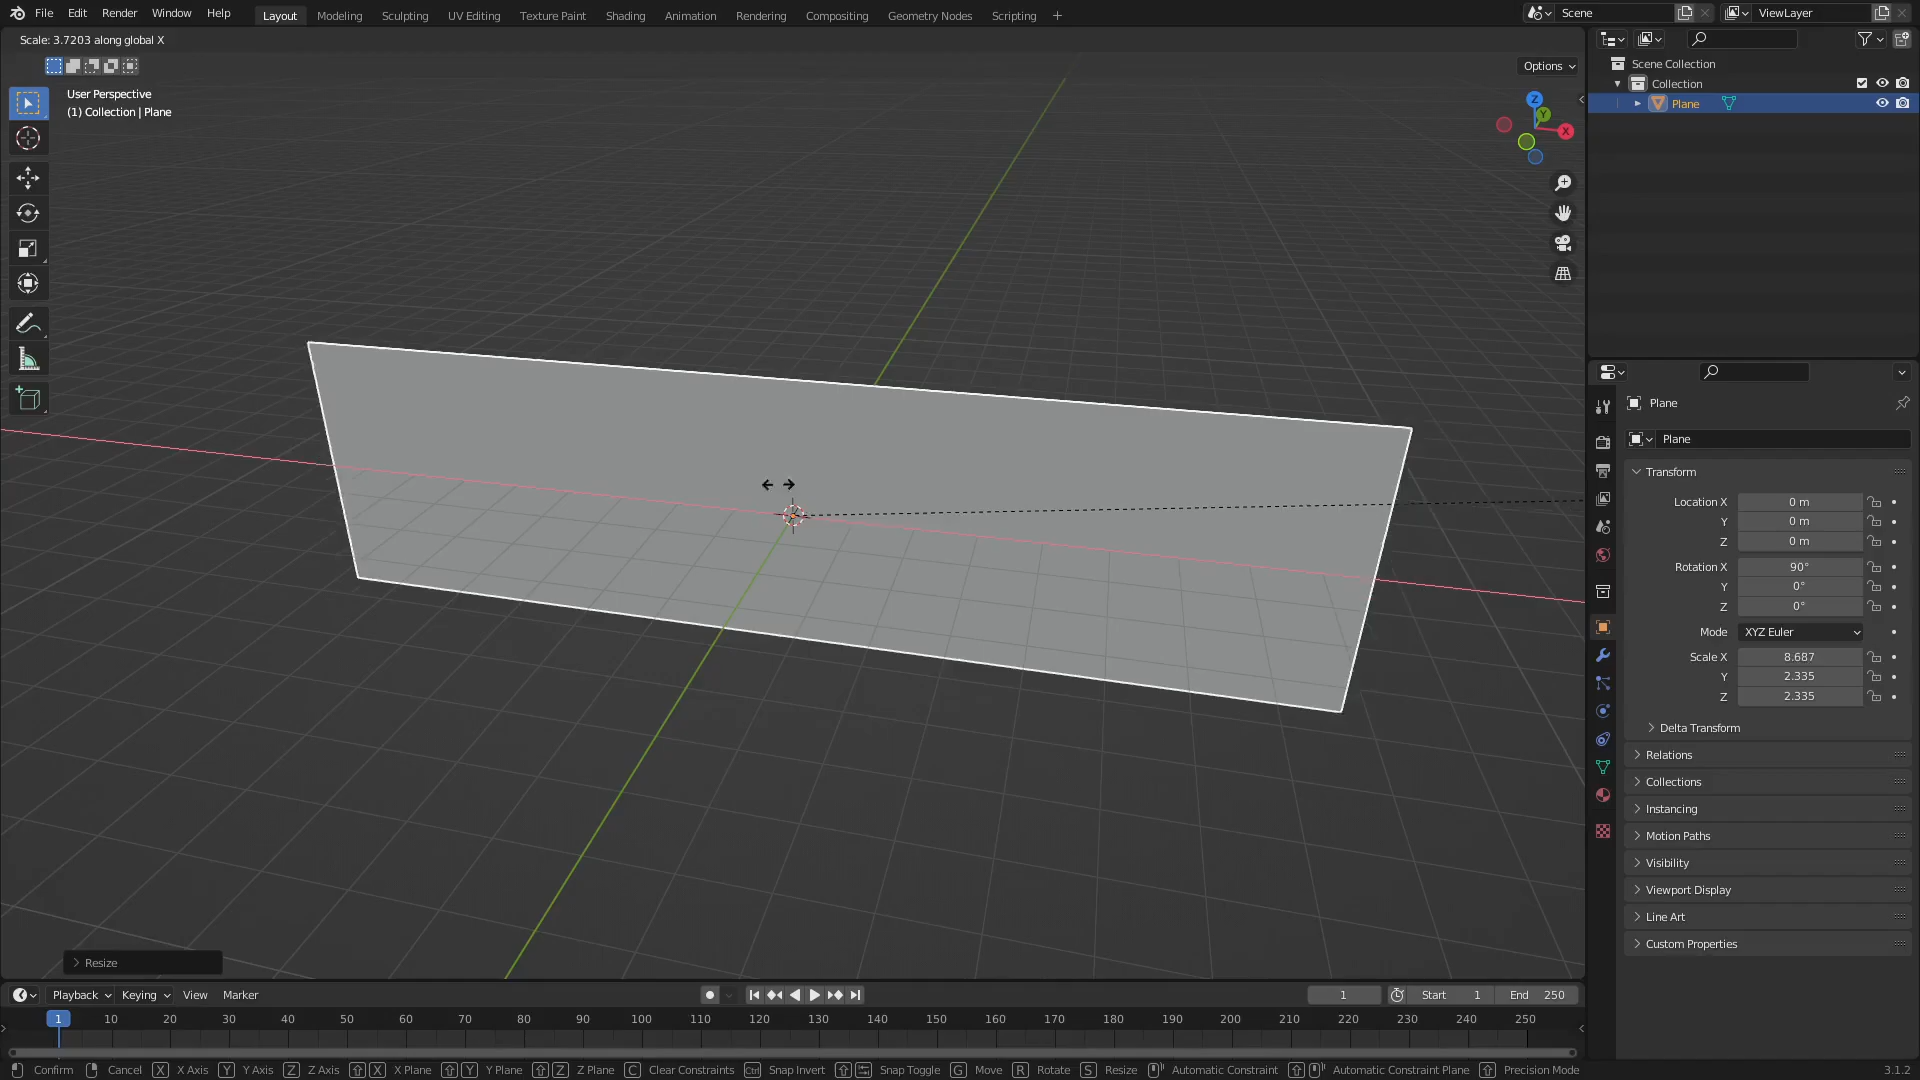 File Edit Render Window Help Layout Modeling Sculpting UV Editing Texture Paint Shading Animation Rendering Compositing Geometry Nodes Scripting + Scene ViewLayer
Scale: 3.7203 along global X
Options
User Perspective
(1) Collection | Plane
Z
Y
X
Scene Collection
Collection
Plane
Plane
Plane
Transform
Location X 0 m
Y 0 m
Z 0 m
Rotation X 90°
Y 0°
Z 0°
Mode XYZ Euler
Scale X 8.687
Y 2.335
Z 2.335
Delta Transform
Relations
Collections
Instancing
Motion Paths
Visibility
Viewport Display
Line Art
Custom Properties
Resize
Playback Keying View Marker 1 Start 1 End 250
1 10 20 30 40 50 60 70 80 90 100 110 120 130 140 150 160 170 180 190 200 210 220 230 240 250
Confirm Cancel X X Axis Y Y Axis Z Z Axis X X Plane Y Y Plane Z Z Plane C Clear Constraints Ctrl Snap Invert Snap Toggle G Move R Rotate S Resize Automatic Constraint Automatic Constraint Plane Precision Mode 3.1.2